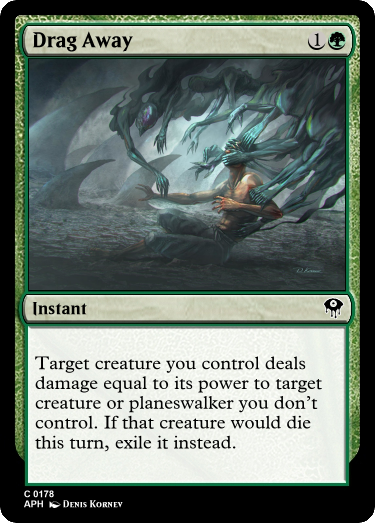 Drag Away 1
Instant
Target creature you control deals
damage equal to its power to target
creature or planeswalker you don't
control. If that creature would die
this turn, exile it instead.
C 0178
APH Denis Kornev